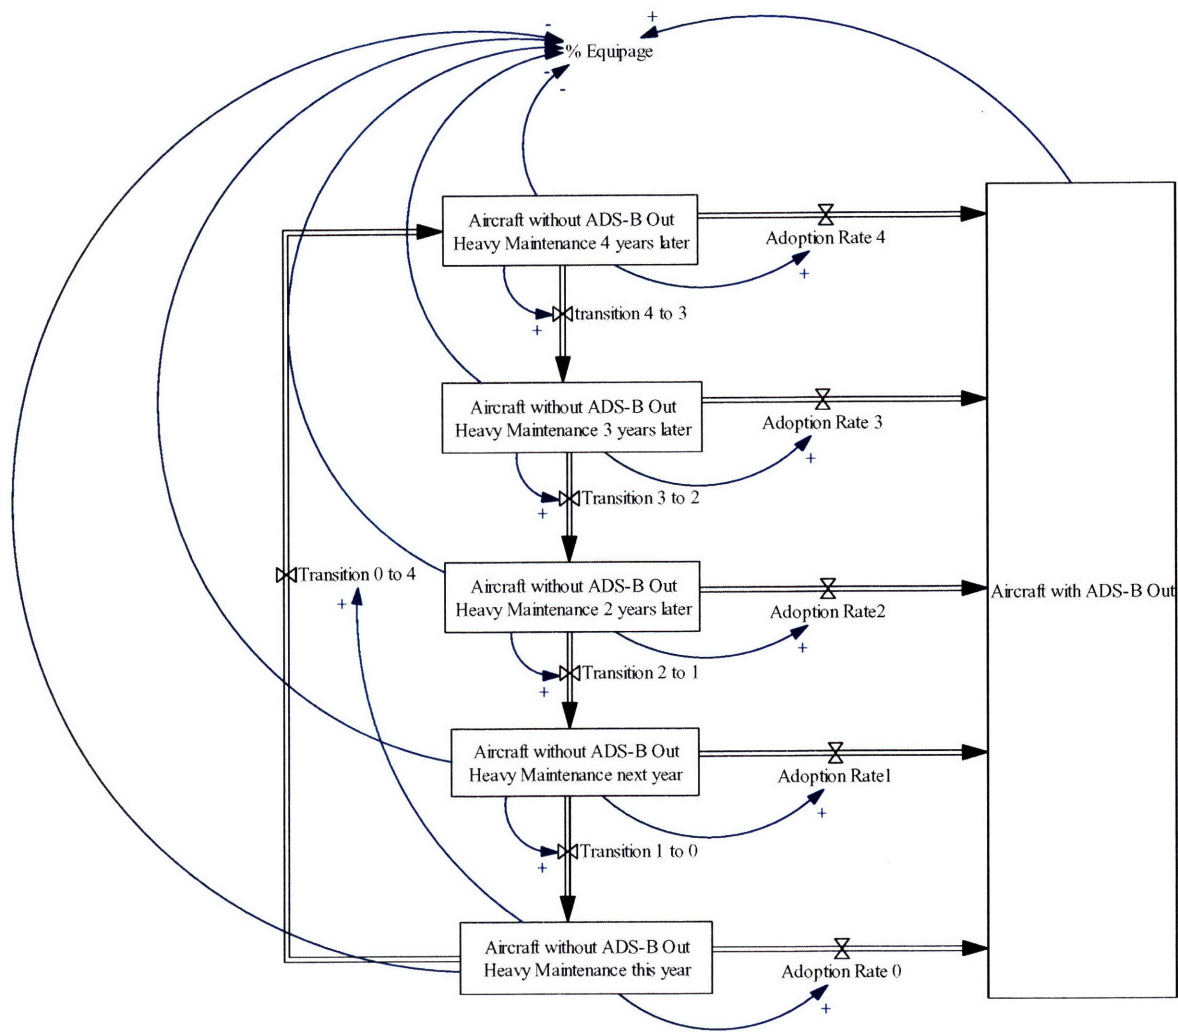 -
+
% Equipage
-
-
Aircraft without ADS-B Out
Heavy Maintenance 4 years later
Adoption Rate 4
+
transition 4 to 3
+
Aircraft without ADS-B Out
Heavy Maintenance 3 years later
Adoption Rate 3
+
Transition 3 to 2
+
Transition 0 to 4
+
Aircraft without ADS-B Out
Heavy Maintenance 2 years later
Adoption Rate2
+
Aircraft with ADS-B Out
Transition 2 to 1
+
Aircraft without ADS-B Out
Heavy Maintenance next year
Adoption Rate1
+
Transition 1 to 0
+
Aircraft without ADS-B Out
Heavy Maintenance this year
Adoption Rate 0
+